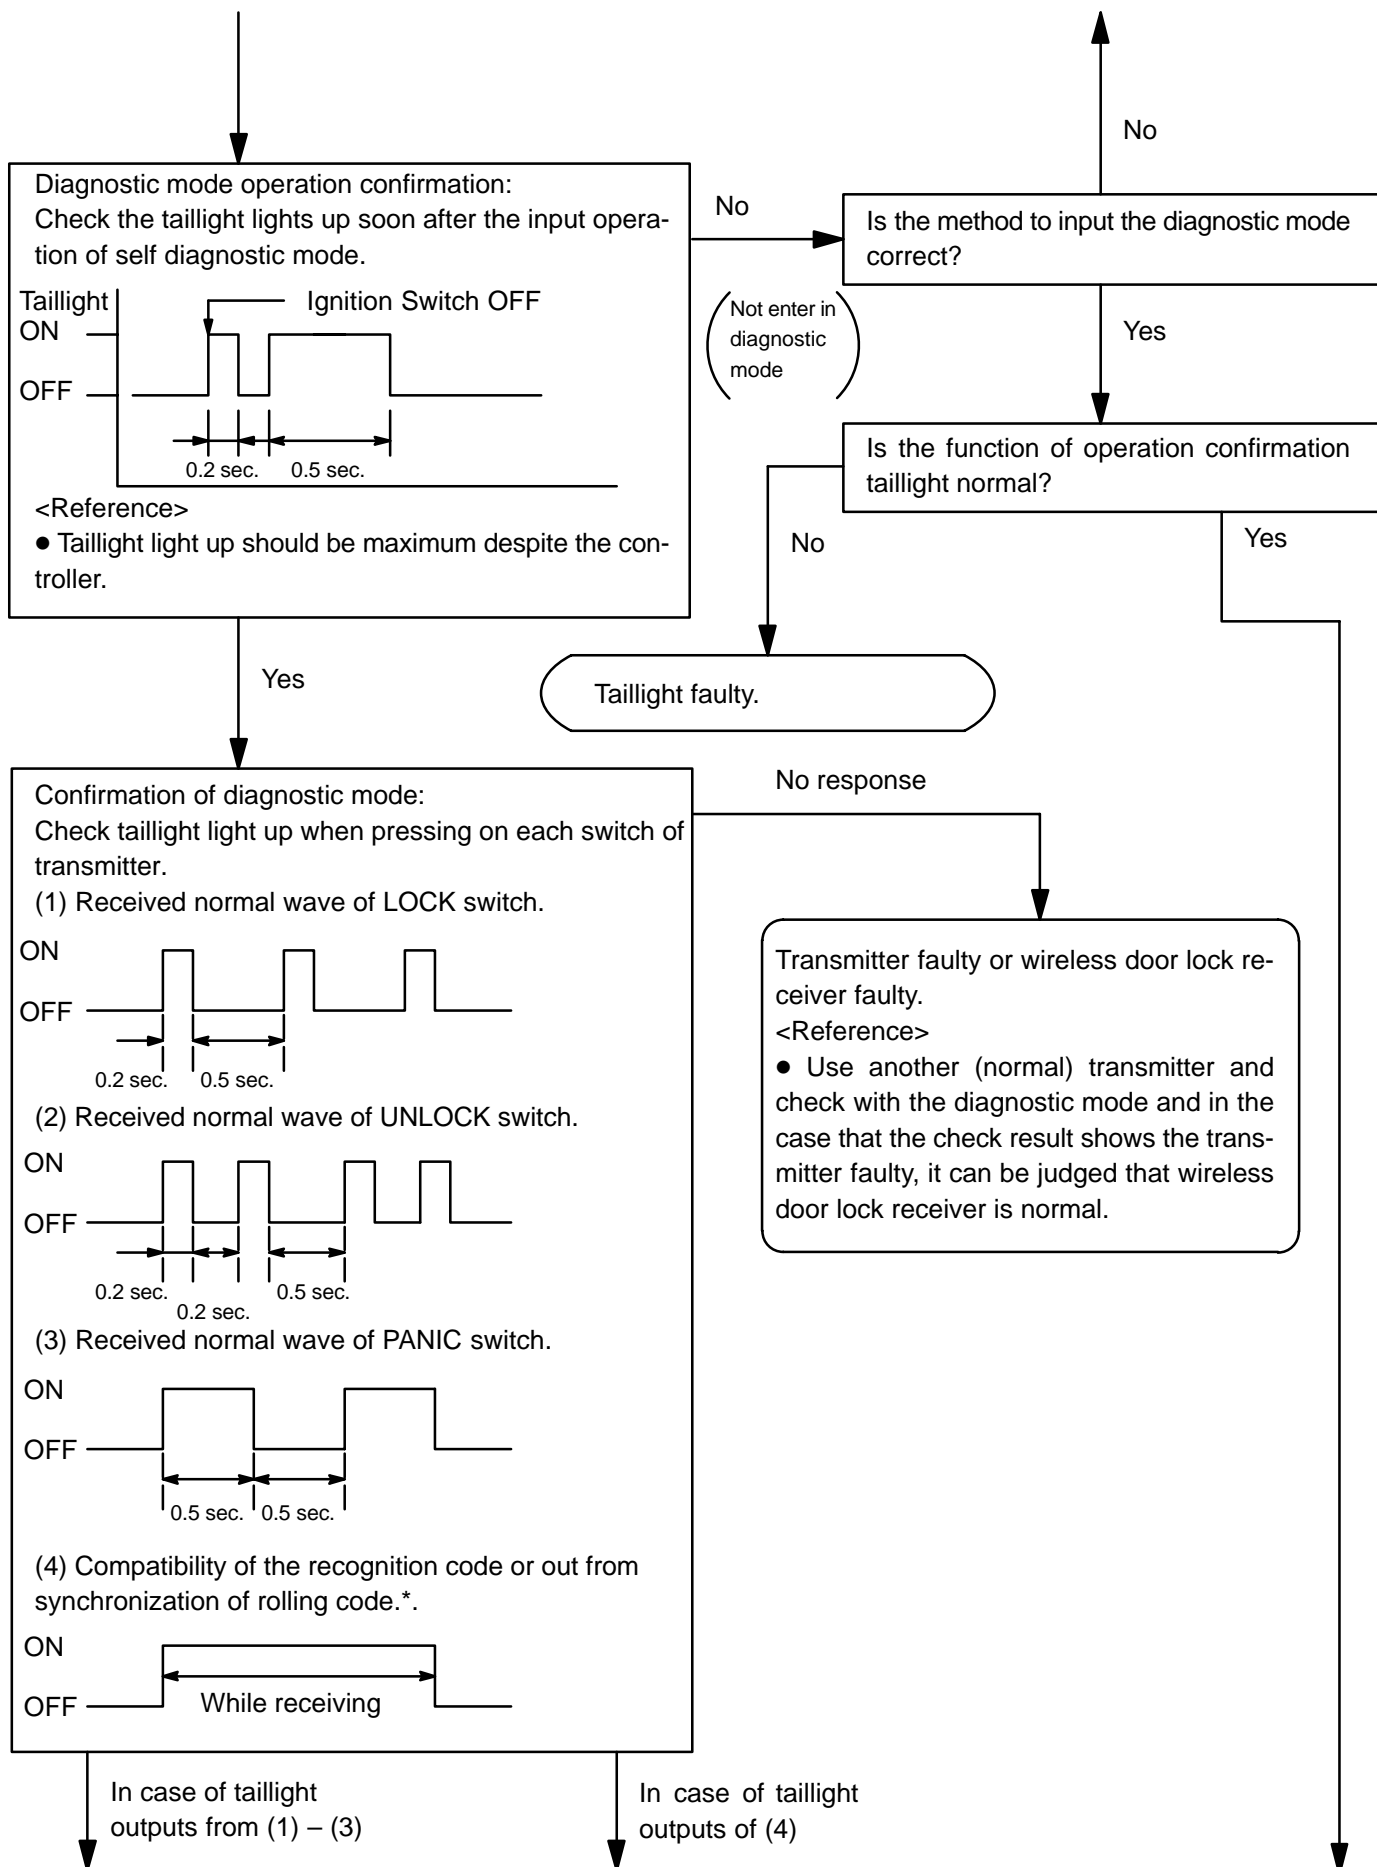 No
Diagnostic mode operation confirmation:
Check the taillight lights up soon after the input opera-
tion of self diagnostic mode.
Taillight
Ignition Switch OFF
ON
OFF
0.2 sec.
0.5 sec.
<Reference>
● Taillight light up should be maximum despite the con-
troller.
No
Not enter in
diagnostic
mode
Is the method to input the diagnostic mode
correct?
Yes
Is the function of operation confirmation
taillight normal?
No
Yes
Taillight faulty.
Yes
Confirmation of diagnostic mode:
Check taillight light up when pressing on each switch of
transmitter.
(1) Received normal wave of LOCK switch.
ON
OFF
0.2 sec.
0.5 sec.
(2) Received normal wave of UNLOCK switch.
ON
OFF
0.2 sec.
0.2 sec.
0.5 sec.
(3) Received normal wave of PANIC switch.
ON
OFF
0.5 sec.
0.5 sec.
(4) Compatibility of the recognition code or out from
synchronization of rolling code.*.
ON
OFF
While receiving
No response
Transmitter faulty or wireless door lock re-
ceiver faulty.
<Reference>
● Use another (normal) transmitter and
check with the diagnostic mode and in the
case that the check result shows the trans-
mitter faulty, it can be judged that wireless
door lock receiver is normal.
In case of taillight
outputs from (1) – (3)
In case of taillight
outputs of (4)